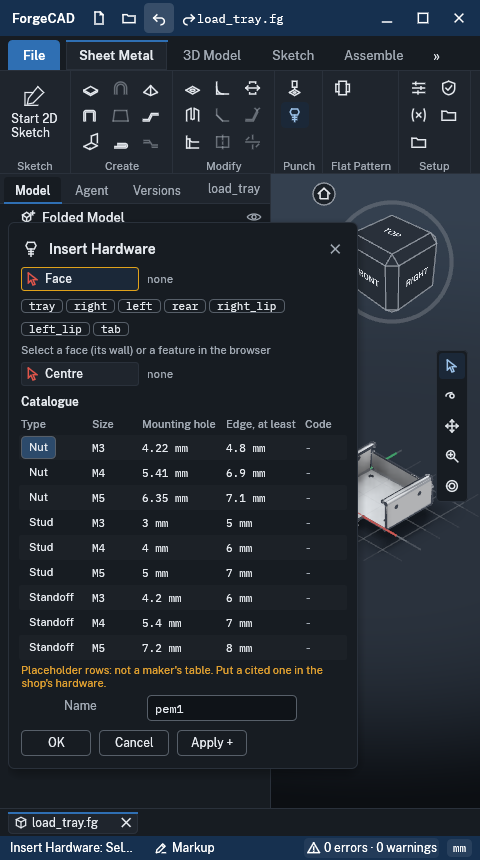 ForgeCAD load_tray.fg
File Sheet Metal 3D Model Sketch Assemble »
Start 2D
Sketch
Sketch Create Modify Punch Flat Pattern Setup
Model Agent Versions load_tray
Folded Model
TOP
FRONT RIGHT
Insert Hardware
Face none
tray right left rear right_lip
left_lip tab
Select a face (its wall) or a feature in the browser
Centre none
Catalogue
Type Size Mounting hole Edge, at least Code
Nut M3 4.22 mm 4.8 mm -
Nut M4 5.41 mm 6.9 mm -
Nut M5 6.35 mm 7.1 mm -
Stud M3 3 mm 5 mm -
Stud M4 4 mm 6 mm -
Stud M5 5 mm 7 mm -
Standoff M3 4.2 mm 6 mm -
Standoff M4 5.4 mm 7 mm -
Standoff M5 7.2 mm 8 mm -
Placeholder rows: not a maker's table. Put a cited one in the
shop's hardware.
Name pem1
OK Cancel Apply +
load_tray.fg
Insert Hardware: Sel... Markup 0 errors · 0 warnings mm